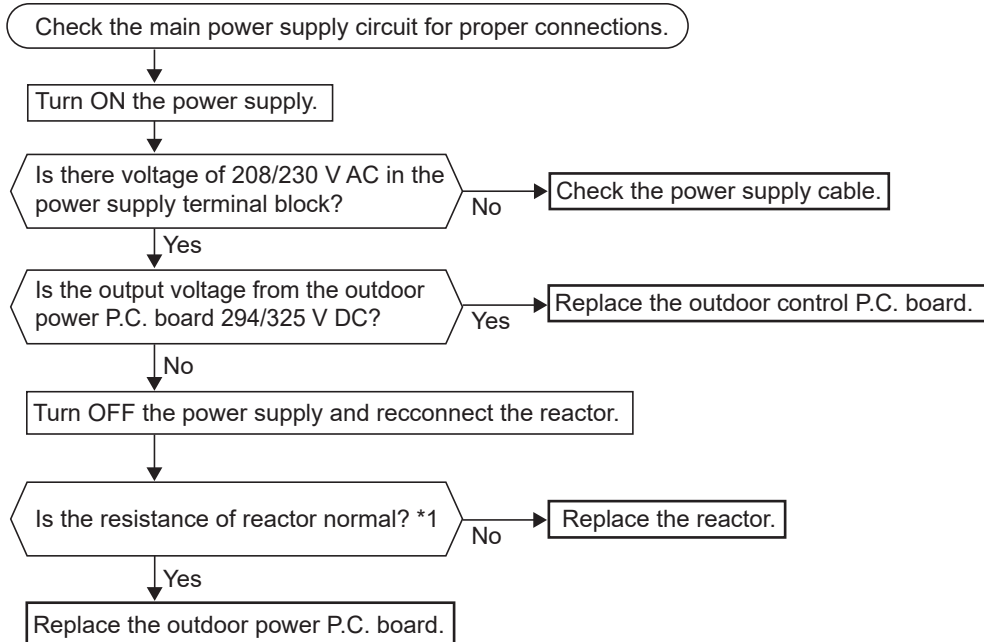 Check the main power supply circuit for proper connections.
Turn ON the power supply.
Is there voltage of 208/230 V AC in the
power supply terminal block?
No
Check the power supply cable.
Yes
Is the output voltage from the outdoor
power P.C. board 294/325 V DC?
Yes
Replace the outdoor control P.C. board.
No
Turn OFF the power supply and recconnect the reactor.
Is the resistance of reactor normal? *1
No
Replace the reactor.
Yes
Replace the outdoor power P.C. board.